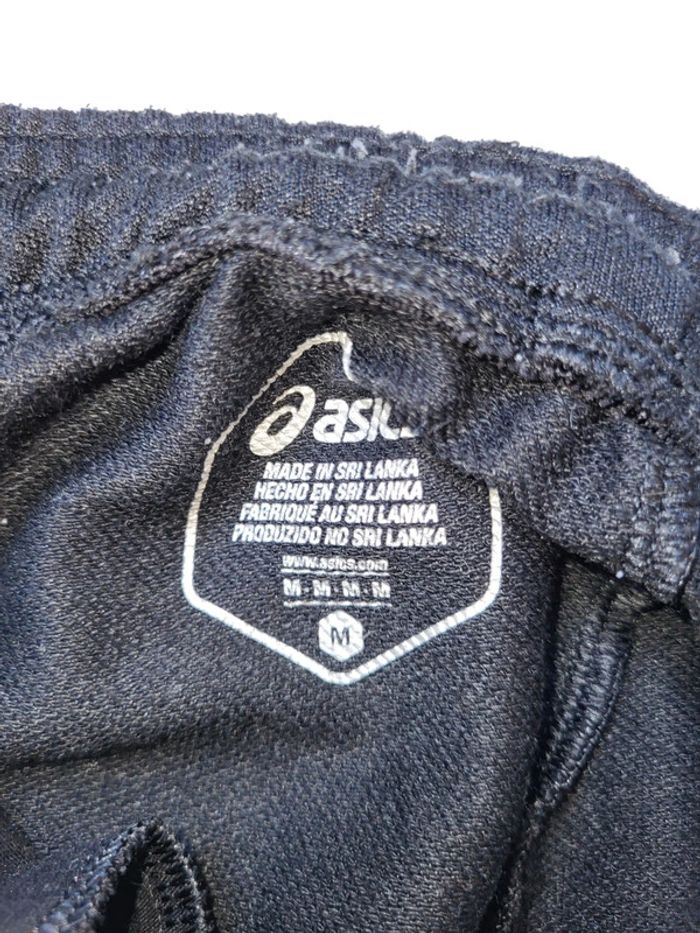 asics
MADE IN SRI LANKA
HECHO EN SRI LANKA
FABRIQUÉ AU SRI LANKA
PRODUZIDO NO SRI LANKA
www.asics.com
M - M - M - M
M